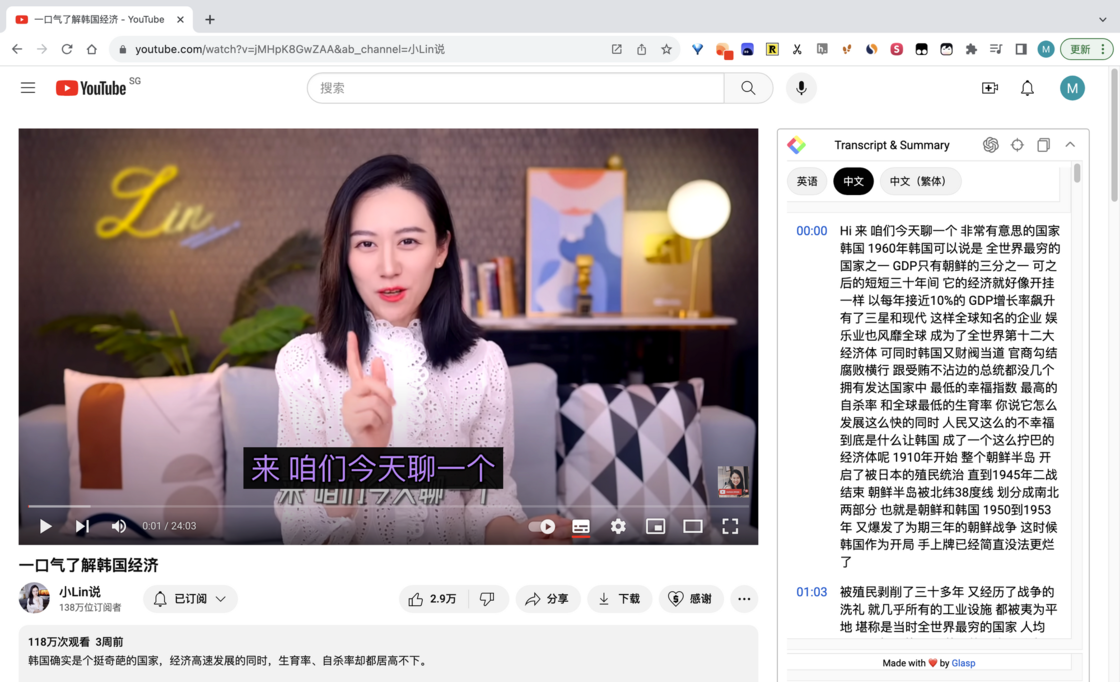 一口气了解韩国经济 - YouTube
youtube.com/watch?v=jMHpK8GwZAA&ab_channel=小Lin说
更新
YouTube SG
搜索
M
Lin
来 咱们今天聊一个
0:01 / 24:03
一口气了解韩国经济
小Lin说
138万位订阅者
已订阅
2.9万
分享
下载
感谢
118万次观看 3周前
韩国确实是个挺奇葩的国家，经济高速发展的同时，生育率、自杀率却都居高不下。
Transcript & Summary
英语
中文
中文（繁体）
00:00
Hi 来 咱们今天聊一个 非常有意思的国家
韩国 1960年韩国可以说是 全世界最穷的
国家之一 GDP只有朝鲜的三分之一 可之
后的短短三十年间 它的经济就好像开挂
一样 以每年接近10%的 GDP增长率飙升
有了三星和现代 这样全球知名的企业 娱
乐业也风靡全球 成为了全世界第十二大
经济体 可同时韩国又财阀当道 官商勾结
腐败横行 跟受贿不沾边的总统都没几个
拥有发达国家中 最低的幸福指数 最高的
自杀率 和全球最低的生育率 你说它怎么
发展这么快的同时 人民又这么的不幸福
到底是什么让韩国 成了一个这么拧巴的
经济体呢 1910年开始 整个朝鲜半岛 开
启了被日本的殖民统治 直到1945年二战
结束 朝鲜半岛被北纬38度线 划分成南北
两部分 也就是朝鲜和韩国 1950到1953
年 又爆发了为期三年的朝鲜战争 这时候
韩国作为开局 手上牌已经简直没法更烂
了
01:03
被殖民剥削了三十多年 又经历了战争的
洗礼 就几乎所有的工业设施 都被夷为平
地 堪称是当时全世界最穷的国家 人均
Made with ❤️ by Glasp